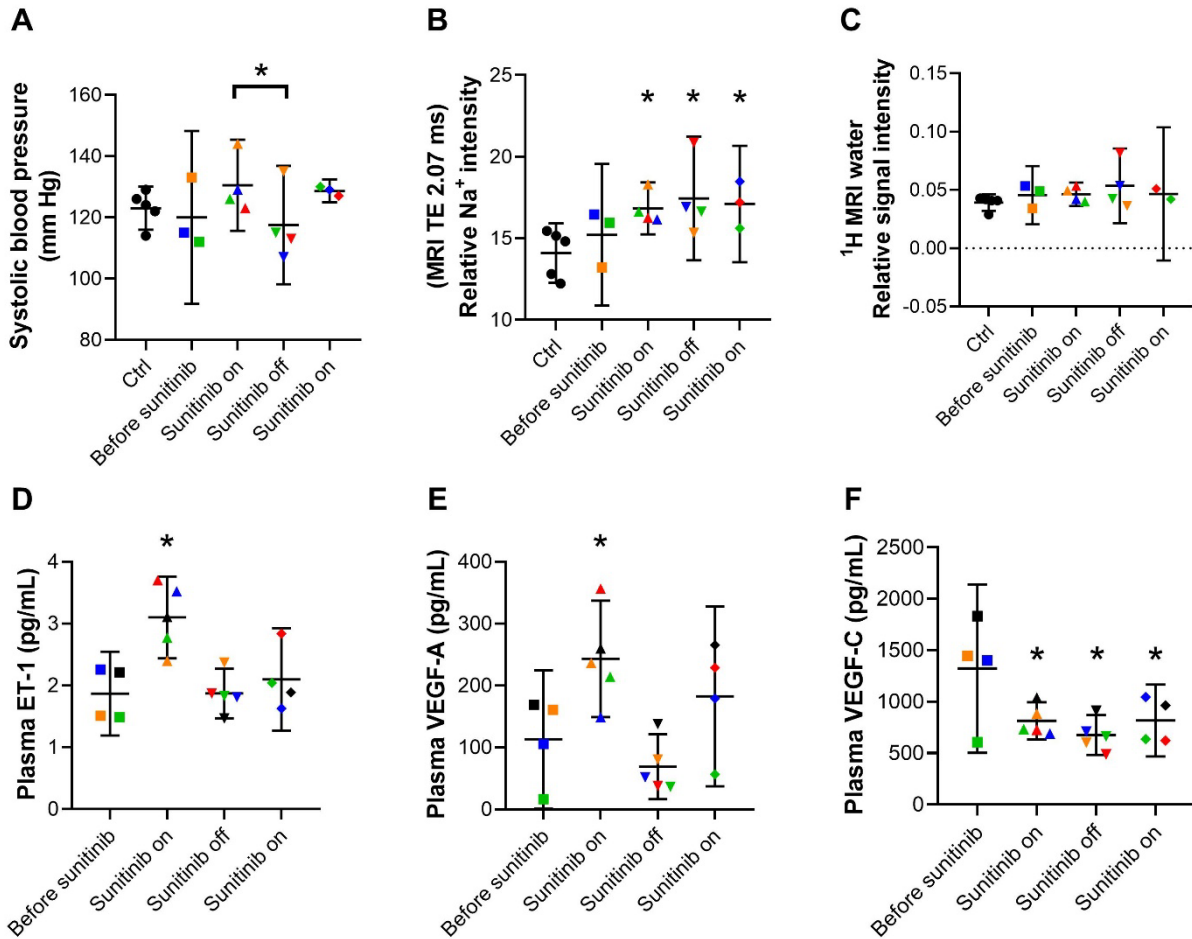 A
Systolic blood pressure
(mm Hg)
160
140
120
100
80
*
Ctrl
Before sunitinib
Sunitinib on
Sunitinib off
Sunitinib on
B
(MRI TE 2.07 ms)
Relative Na+ intensity
25
20
15
10
*
*
*
Ctrl
Before sunitinib
Sunitinib on
Sunitinib off
Sunitinib on
C
1H MRI water
Relative signal intensity
0.15
0.10
0.05
0.00
-0.05
Ctrl
Before sunitinib
Sunitinib on
Sunitinib off
Sunitinib on
D
Plasma ET-1 (pg/mL)
4
3
2
1
0
*
Before sunitinib
Sunitinib on
Sunitinib off
Sunitinib on
E
Plasma VEGF-A (pg/mL)
400
300
200
100
0
*
Before sunitinib
Sunitinib on
Sunitinib off
Sunitinib on
F
Plasma VEGF-C (pg/mL)
2500
2000
1500
1000
500
0
*
*
*
Before sunitinib
Sunitinib on
Sunitinib off
Sunitinib on